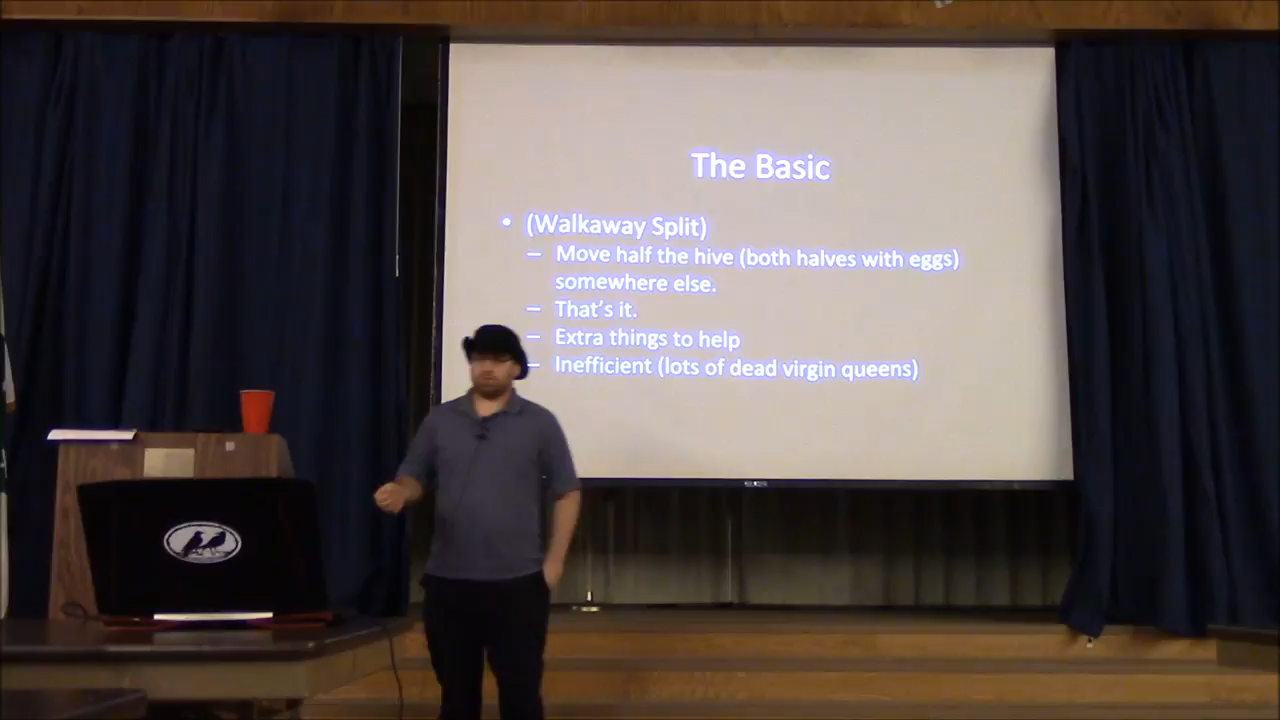 The Basic
• (Walkaway Split)
– Move half the hive (both halves with eggs)
somewhere else.
– That's it.
– Extra things to help
– Inefficient (lots of dead virgin queens)